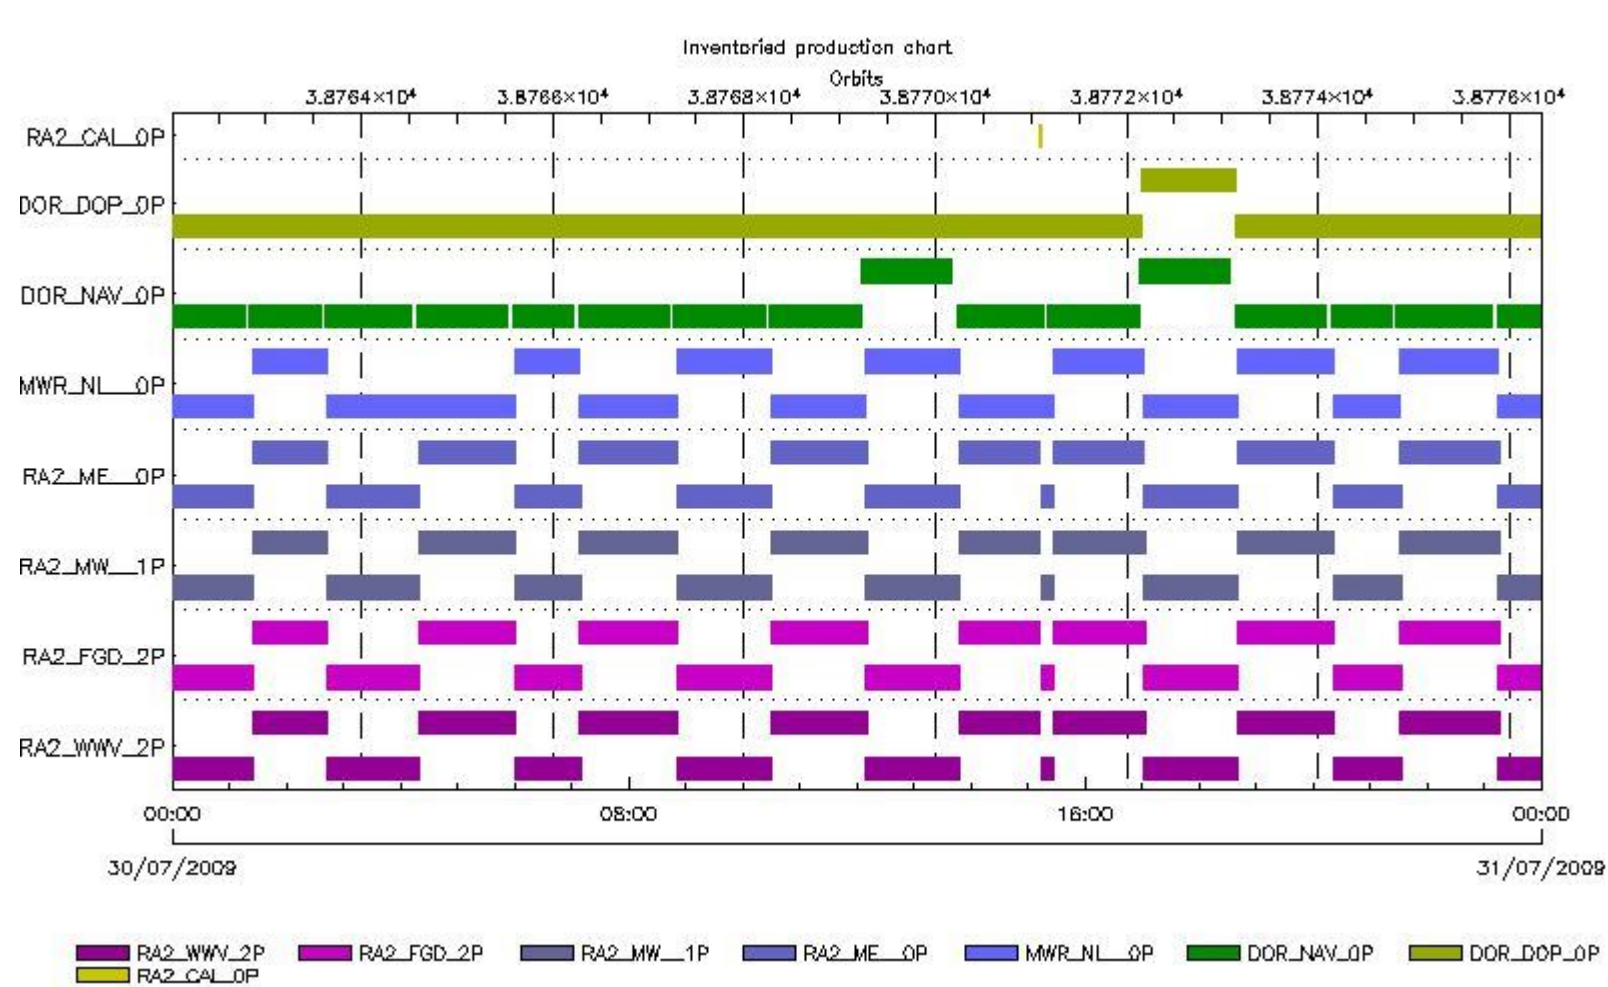 Inventoried production chart
Orbits
3.8764×10⁴ 3.8766×10⁴ 3.8768×10⁴ 3.8770×10⁴ 3.8772×10⁴ 3.8774×10⁴ 3.8776×10⁴
RA2_CAL_0P
DOR_DOP_0P
DOR_NAV_0P
MWR_NL__0P
RA2_ME__0P
RA2_MW__1P
RA2_FGD_2P
RA2_WWV_2P
00:00 08:00 16:00 00:00
30/07/2009 31/07/2009
RA2_WWV_2P RA2_FGD_2P RA2_MW__1P RA2_ME__0P MWR_NL__0P DOR_NAV_0P DOR_DOP_0P
RA2_CAL_0P